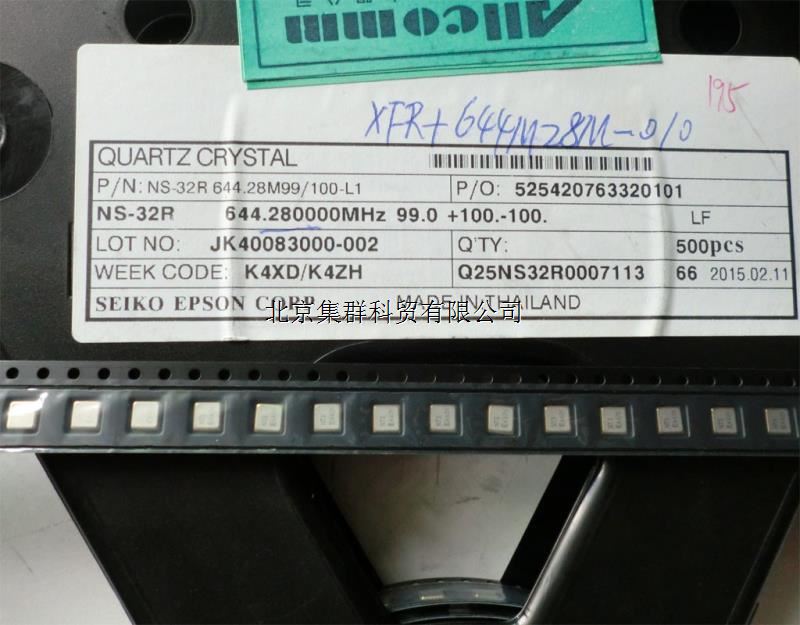 Allcomm
195
XFR+644M28M-010
QUARTZ CRYSTAL
P/N: NS-32R 644.28M99/100-L1
P/O: 525420763320101
NS-32R 644.280000MHz 99.0 +100.-100. LF
LOT NO: JK40083000-002
Q'TY: 500pcs
WEEK CODE: K4XD/K4ZH
Q25NS32R0007113 66 2015.02.11
SEIKO EPSON CORP MADE IN THAILAND
北京集群科贸有限公司